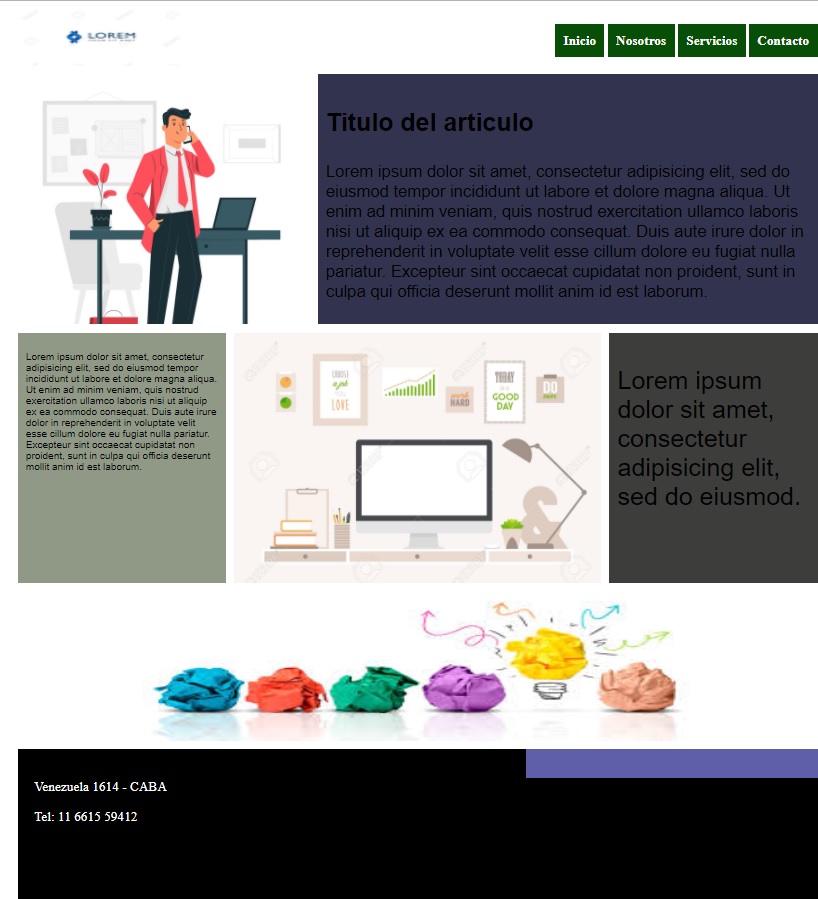 LOREM
Inicio Nosotros Servicios Contacto
Titulo del articulo
Lorem ipsum dolor sit amet, consectetur adipisicing elit, sed do
eiusmod tempor incididunt ut labore et dolore magna aliqua. Ut
enim ad minim veniam, quis nostrud exercitation ullamco laboris
nisi ut aliquip ex ea commodo consequat. Duis aute irure dolor in
reprehenderit in voluptate velit esse cillum dolore eu fugiat nulla
pariatur. Excepteur sint occaecat cupidatat non proident, sunt in
culpa qui officia deserunt mollit anim id est laborum.
Lorem ipsum dolor sit amet, consectetur
adipisicing elit, sed do eiusmod tempor
incididunt ut labore et dolore magna aliqua.
Ut enim ad minim veniam, quis nostrud
exercitation ullamco laboris nisi ut aliquip
ex ea commodo consequat. Duis aute irure
dolor in reprehenderit in voluptate velit
esse cillum dolore eu fugiat nulla pariatur.
Excepteur sint occaecat cupidatat non
proident, sunt in culpa qui officia deserunt
mollit anim id est laborum.
CHOOSE
a job
YOU
LOVE
work
HARD
TODAY
is a
GOOD
DAY
DO
MORE
&
Lorem ipsum
dolor sit amet,
consectetur
adipisicing elit,
sed do eiusmod.
Venezuela 1614 - CABA
Tel: 11 6615 59412